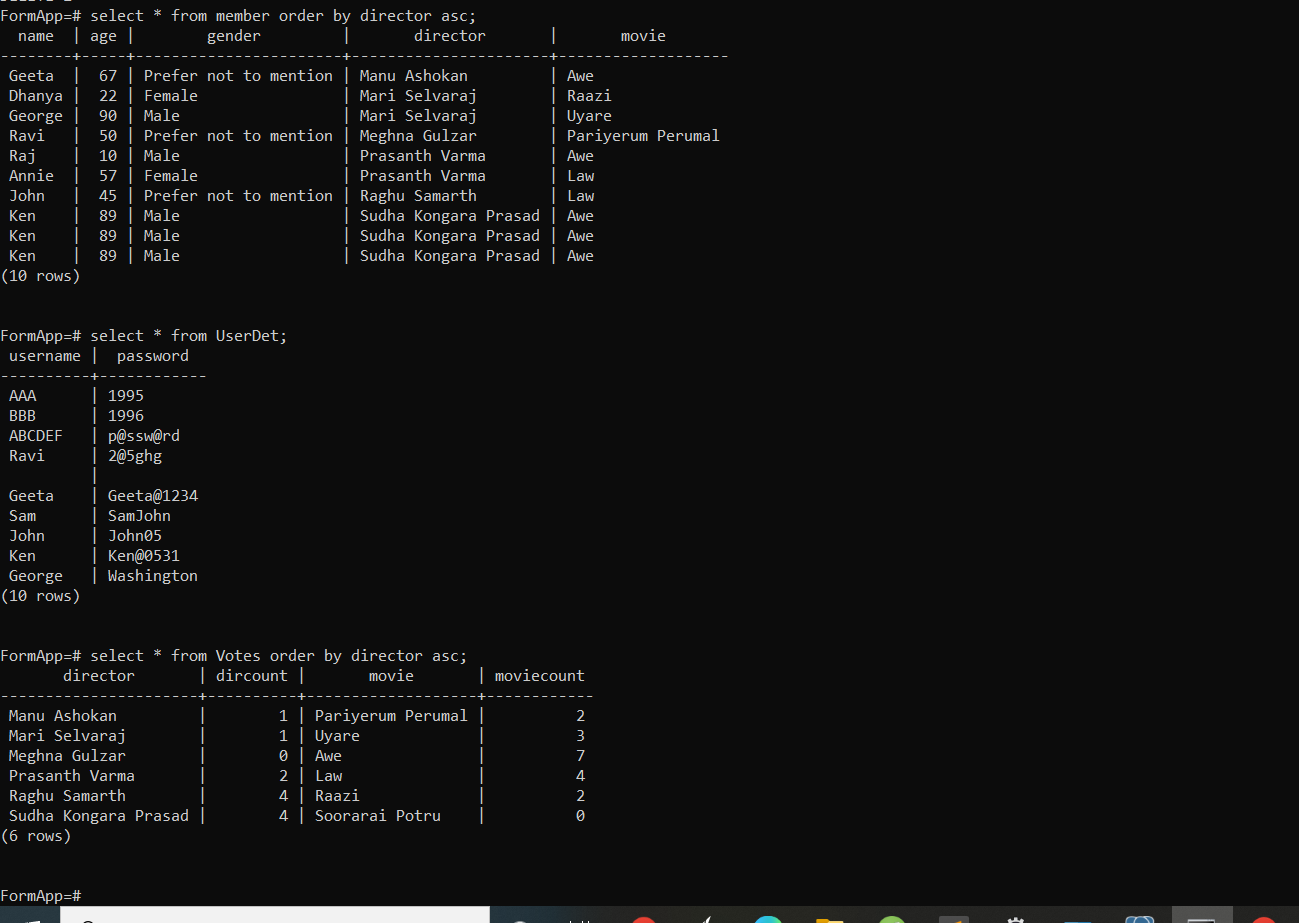 FormApp=# select * from member order by director asc;
  name  | age |        gender         |       director       |       movie
--------+-----+-----------------------+----------------------+-------------------
 Geeta  |  67 | Prefer not to mention | Manu Ashokan         | Awe
 Dhanya |  22 | Female                | Mari Selvaraj        | Raazi
 George |  90 | Male                  | Mari Selvaraj        | Uyare
 Ravi   |  50 | Prefer not to mention | Meghna Gulzar        | Pariyerum Perumal
 Raj    |  10 | Male                  | Prasanth Varma       | Awe
 Annie  |  57 | Female                | Prasanth Varma       | Law
 John   |  45 | Prefer not to mention | Raghu Samarth        | Law
 Ken    |  89 | Male                  | Sudha Kongara Prasad | Awe
 Ken    |  89 | Male                  | Sudha Kongara Prasad | Awe
 Ken    |  89 | Male                  | Sudha Kongara Prasad | Awe
(10 rows)
FormApp=# select * from UserDet;
 username |  password
----------+------------
 AAA      | 1995
 BBB      | 1996
 ABCDEF   | p@ssw@rd
 Ravi     | 2@5ghg
          |
 Geeta    | Geeta@1234
 Sam      | SamJohn
 John     | John05
 Ken      | Ken@0531
 George   | Washington
(10 rows)
FormApp=# select * from Votes order by director asc;
       director       | dircount |       movie       | moviecount
----------------------+----------+-------------------+------------
 Manu Ashokan         |        1 | Pariyerum Perumal |          2
 Mari Selvaraj        |        1 | Uyare             |          3
 Meghna Gulzar        |        0 | Awe               |          7
 Prasanth Varma       |        2 | Law               |          4
 Raghu Samarth        |        4 | Raazi             |          2
 Sudha Kongara Prasad |        4 | Soorarai Potru    |          0
(6 rows)
FormApp=#